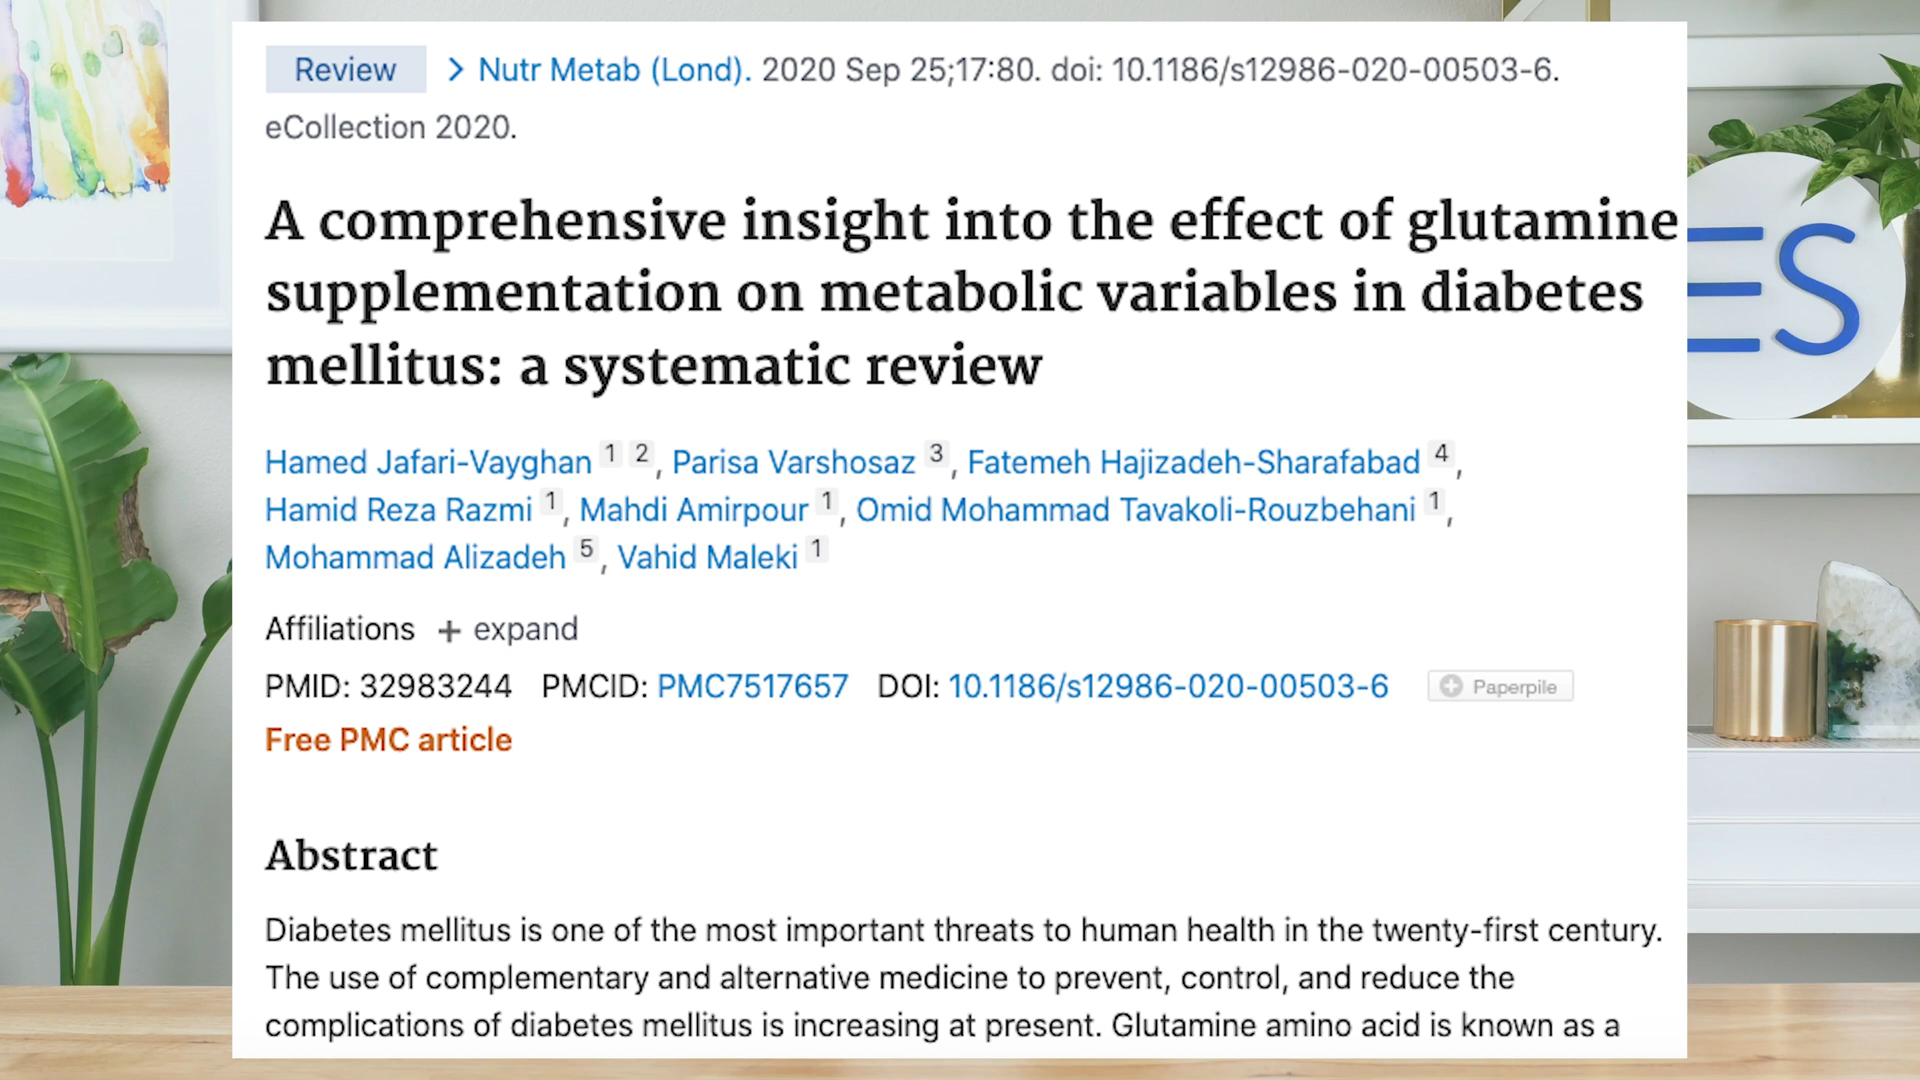 Review > Nutr Metab (Lond). 2020 Sep 25;17:80. doi: 10.1186/s12986-020-00503-6.
eCollection 2020.
A comprehensive insight into the effect of glutamine
supplementation on metabolic variables in diabetes
mellitus: a systematic review
Hamed Jafari-Vayghan 1 2, Parisa Varshosaz 3, Fatemeh Hajizadeh-Sharafabad 4,
Hamid Reza Razmi 1, Mahdi Amirpour 1, Omid Mohammad Tavakoli-Rouzbehani 1,
Mohammad Alizadeh 5, Vahid Maleki 1
Affiliations + expand
PMID: 32983244 PMCID: PMC7517657 DOI: 10.1186/s12986-020-00503-6 Paperpile
Free PMC article
Abstract
Diabetes mellitus is one of the most important threats to human health in the twenty-first century.
The use of complementary and alternative medicine to prevent, control, and reduce the
complications of diabetes mellitus is increasing at present. Glutamine amino acid is known as a
ES